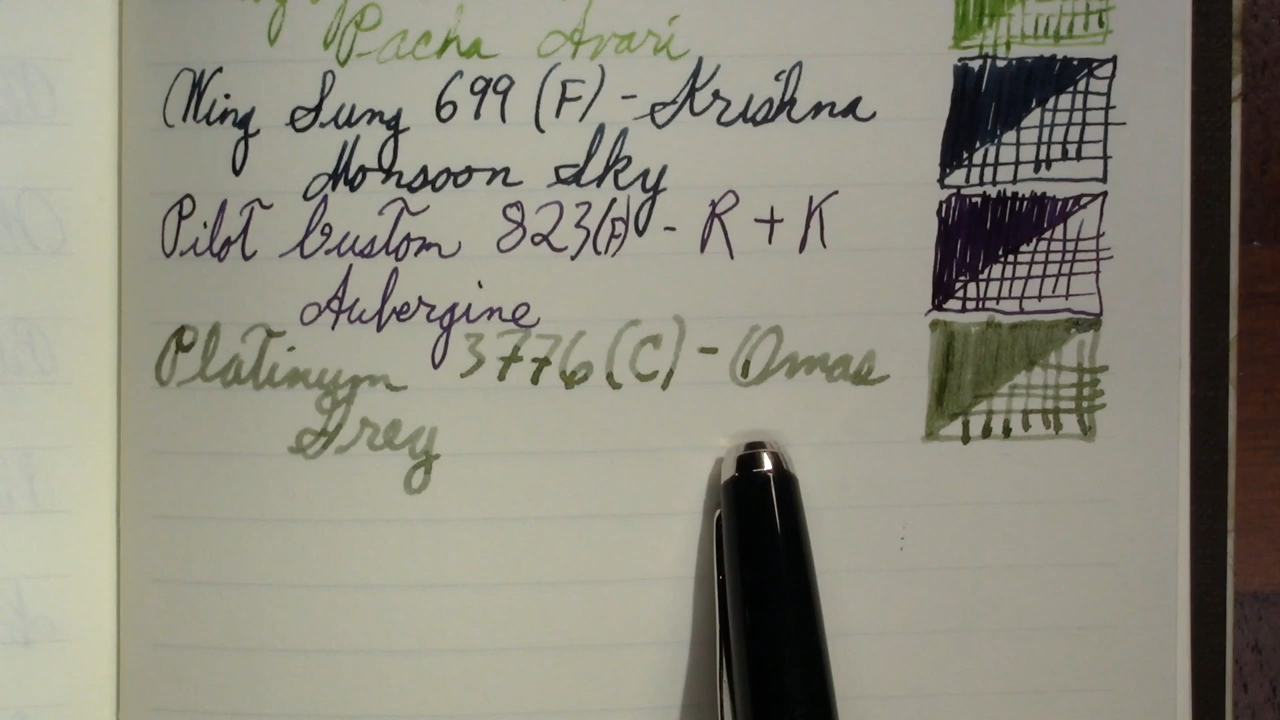 Pacha Avari
Wing Sung 699 (F) - Krishna
Monsoon Sky
Pilot Custom 823(F) - R + K
Aubergine
Platinum 3776 (C) - Omas
Grey